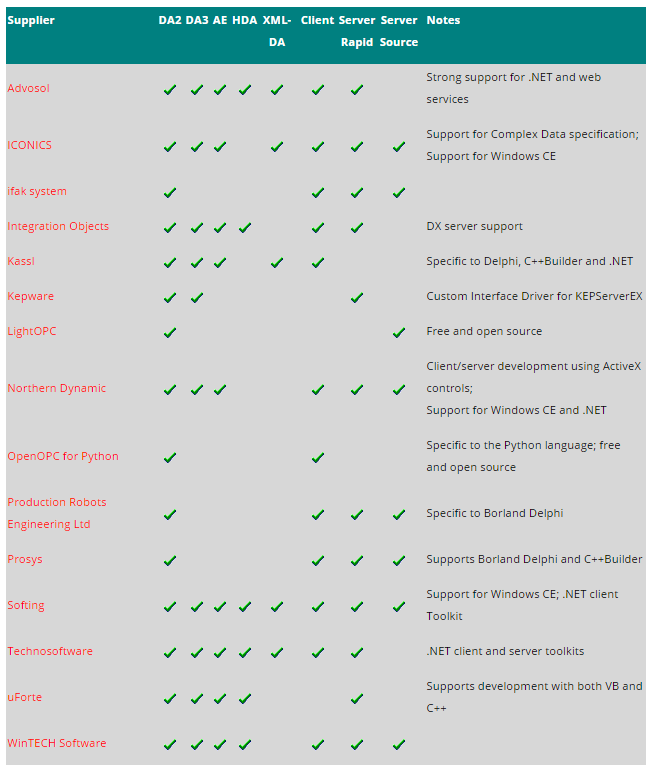 Supplier DA2 DA3 AE HDA XML-DA Client Server Rapid Server Source Notes
Advosol ✓ ✓ ✓ ✓ ✓ ✓ ✓ Strong support for .NET and web
services
ICONICS ✓ ✓ ✓ ✓ ✓ ✓ ✓ Support for Complex Data specification;
Support for Windows CE
ifak system ✓ ✓ ✓ ✓
Integration Objects ✓ ✓ ✓ ✓ ✓ ✓ DX server support
Kassl ✓ ✓ ✓ ✓ ✓ Specific to Delphi, C++Builder and .NET
Kepware ✓ ✓ ✓ Custom Interface Driver for KEPServerEX
LightOPC ✓ ✓ Free and open source
Northern Dynamic ✓ ✓ ✓ ✓ ✓ ✓ Client/server development using ActiveX
controls;
Support for Windows CE and .NET
OpenOPC for Python ✓ ✓ Specific to the Python language; free
and open source
Production Robots
Engineering Ltd ✓ ✓ ✓ ✓ Specific to Borland Delphi
Prosys ✓ ✓ ✓ ✓ Supports Borland Delphi and C++Builder
Softing ✓ ✓ ✓ ✓ ✓ ✓ ✓ ✓ Support for Windows CE; .NET client
Toolkit
Technosoftware ✓ ✓ ✓ ✓ ✓ ✓ ✓ .NET client and server toolkits
uForte ✓ ✓ ✓ ✓ ✓ Supports development with both VB and
C++
WinTECH Software ✓ ✓ ✓ ✓ ✓ ✓ ✓